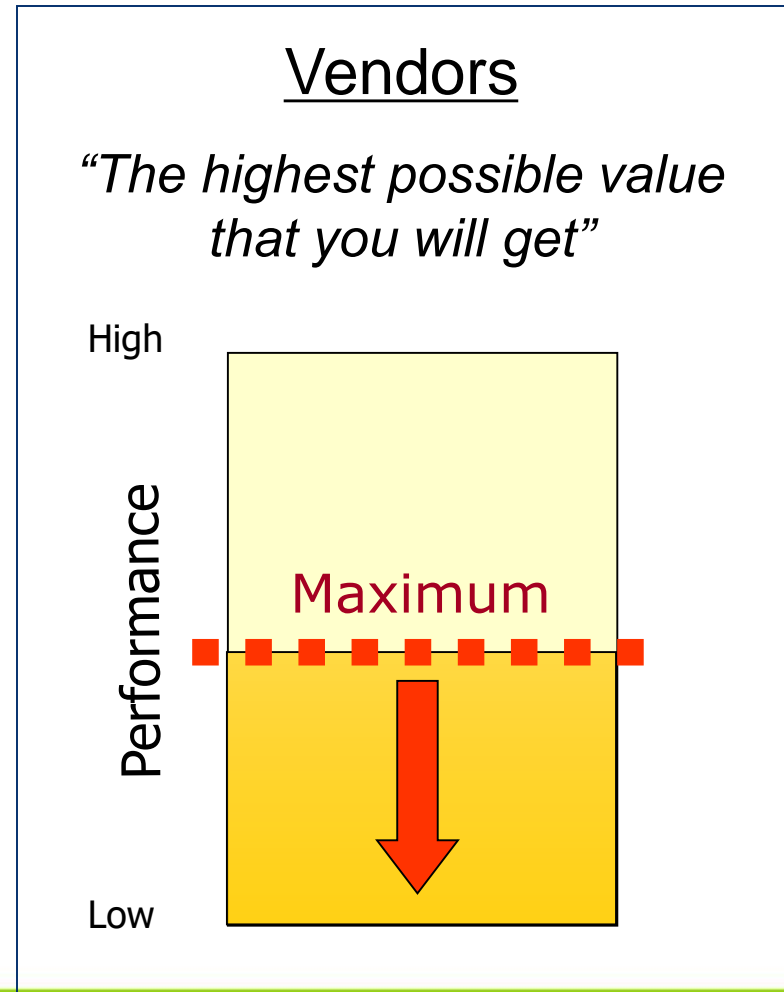 Vendors
“The highest possible value
that you will get”
High
Performance
Maximum
Low